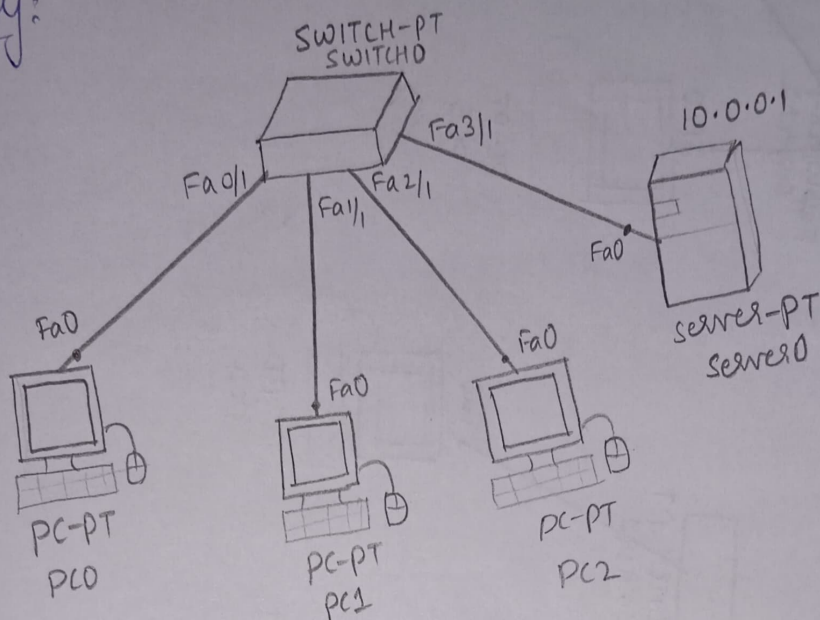 y:
SWITCH-PT
SWITCH0
10.0.0.1
Fa3/1
Fa0/1
Fa1/1
Fa2/1
Fa0
Fa0
Fa0
Fa0
server-PT
server0
PC-PT
PC0
PC-PT
PC1
PC-PT
PC2